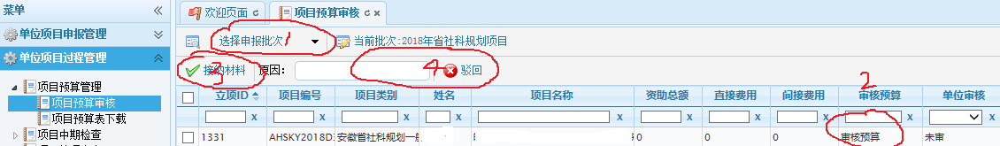 菜单
欢迎页面
项目预算审核
单位项目申报管理
选择申报批次 1
当前批次:2018年省社科规划项目
单位项目过程管理
3 接纳材料 原因: 4 驳回
项目预算管理
2
立项ID 项目编号 项目类别 姓名 项目名称 资助总额 直接费用 间接费用 审核预算 单位审核
项目预算审核
x x x x x x x x x x
项目预算表下载
项目中期检查
1331 AHSKY2018D 安徽省社科规划一般 0 0 0 审核预算 未审